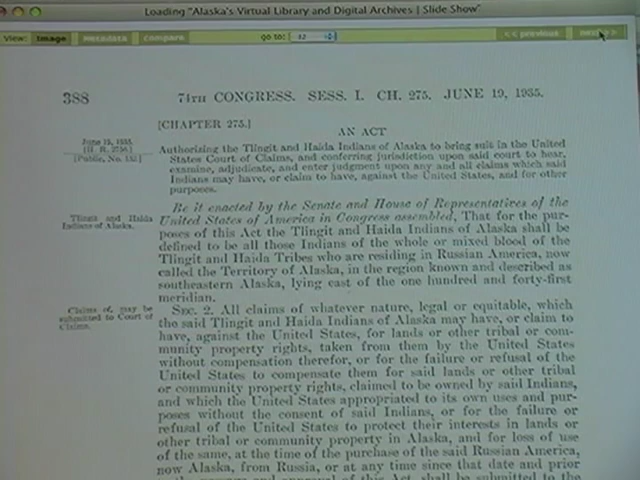 Loading "Alaska's Virtual Library and Digital Archives | Slide Show"
View: Image metadata compare go to: 12 << previous next >>
388 74TH CONGRESS. SESS. I. CH. 275. JUNE 19, 1935.
[CHAPTER 275.]
AN ACT
June 19, 1935.
[H. R. 2756.]
[Public, No. 152.]
Authorizing the Tlingit and Haida Indians of Alaska to bring suit in the United
States Court of Claims, and conferring jurisdiction upon said court to hear,
examine, adjudicate, and enter judgment upon any and all claims which said
Indians may have, or claim to have, against the United States, and for other
purposes.
Tlingit and Haida
Indians of Alaska.
Be it enacted by the Senate and House of Representatives of the
United States of America in Congress assembled, That for the pur-
poses of this Act the Tlingit and Haida Indians of Alaska shall be
defined to be all those Indians of the whole or mixed blood of the
Tlingit and Haida Tribes who are residing in Russian America, now
called the Territory of Alaska, in the region known and described as
southeastern Alaska, lying east of the one hundred and forty-first
meridian.
Claims of, may be
submitted to Court of
Claims.
SEC. 2. All claims of whatever nature, legal or equitable, which
the said Tlingit and Haida Indians of Alaska may have, or claim to
have, against the United States, for lands or other tribal or com-
munity property rights, taken from them by the United States
without compensation therefor, or for the failure or refusal of the
United States to compensate them for said lands or other tribal
or community property rights, claimed to be owned by said Indians,
and which the United States appropriated to its own uses and pur-
poses without the consent of said Indians, or for the failure or
refusal of the United States to protect their interests in lands or
other tribal or community property in Alaska, and for loss of use
of the same, at the time of the purchase of the said Russian America,
now Alaska, from Russia, or at any time since that date and prior
to the passage and approval of this Act, shall be submitted to the